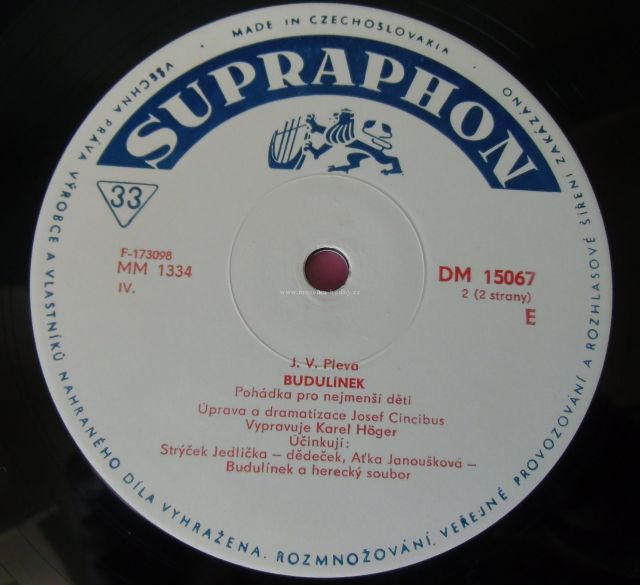 MADE IN CZECHOSLOVAKIA
SUPRAPHON
33
F-173098
MM 1334
IV.
DM 15067
2 (2 strany)
E
J. V. Pleva
BUDULÍNEK
Pohádka pro nejmenší děti
Úprava a dramatizace Josef Cincibus
Vypravuje Karel Höger
Účinkují:
Strýček Jedlička – dědeček, Aťka Janoušková –
Budulínek a herecký soubor
VŠECHNA PRÁVA VÝROBCE A VLASTNÍKŮ NAHRANÉHO DÍLA VYHRAŽENA. ROZMNOŽOVÁNÍ, VEŘEJNÉ PROVOZOVÁNÍ A ROZHLASOVÉ ŠÍŘENÍ ZAKÁZÁNO